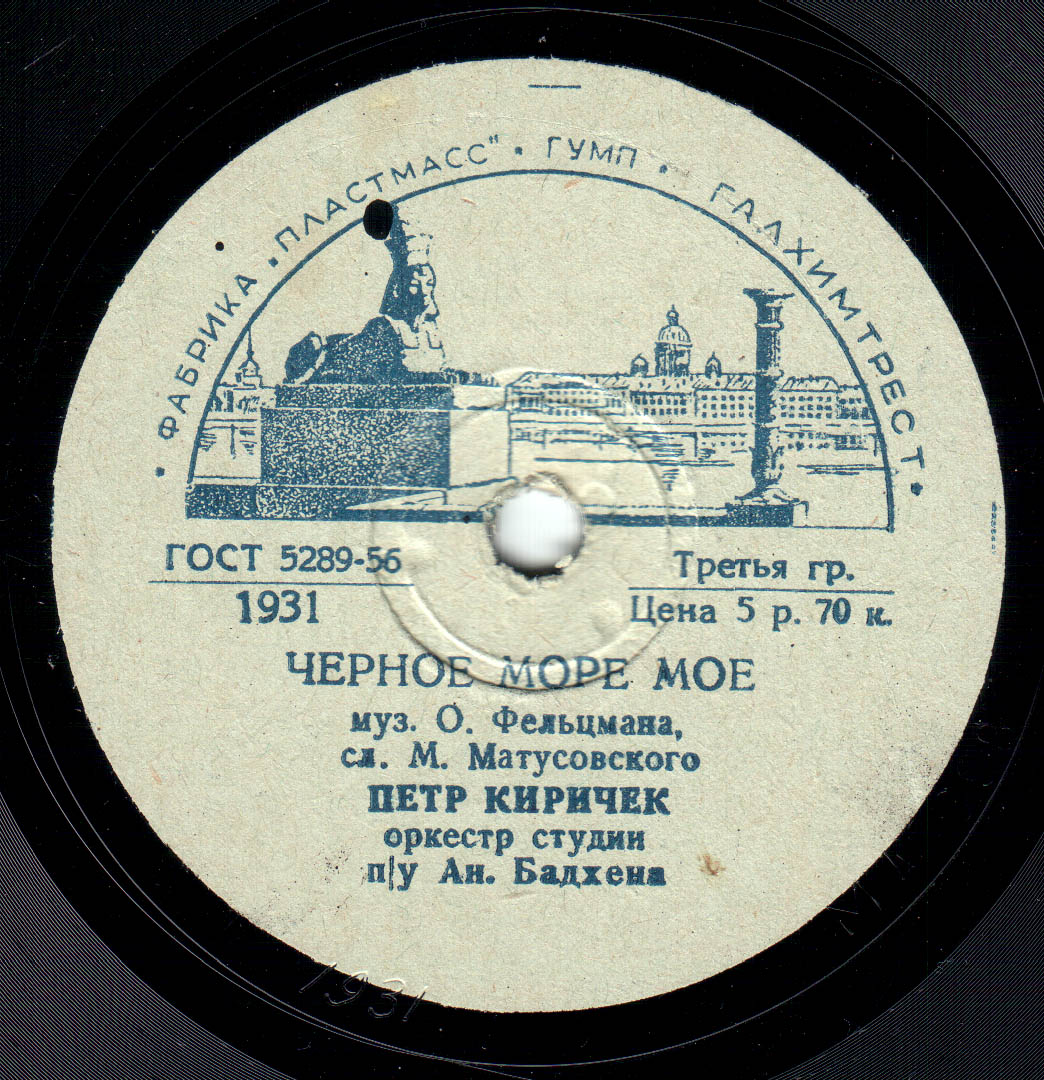 • ФАБРИКА „ПЛАСТМАСС" • ГУМП • ГАЛХИМТРЕСТ •
ГОСТ 5289-56
1931
Третья гр.
Цена 5 р. 70 к.
ЧЕРНОЕ МОРЕ МОЕ
муз. О. Фельцмана,
сл. М. Матусовского
ПЕТР КИРИЧЕК
оркестр студии
п/у Ан. Бадхена
1931